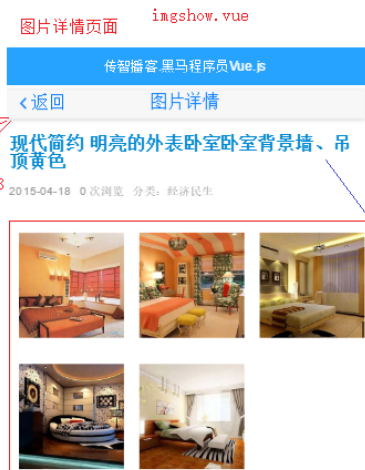 imgshow.vue
图片详情页面
传智播客.黑马程序员Vue.js
返回
图片详情
现代简约 明亮的外表卧室卧室背景墙、吊
顶黄色
2015-04-18 0 次浏览 分类: 经济民生